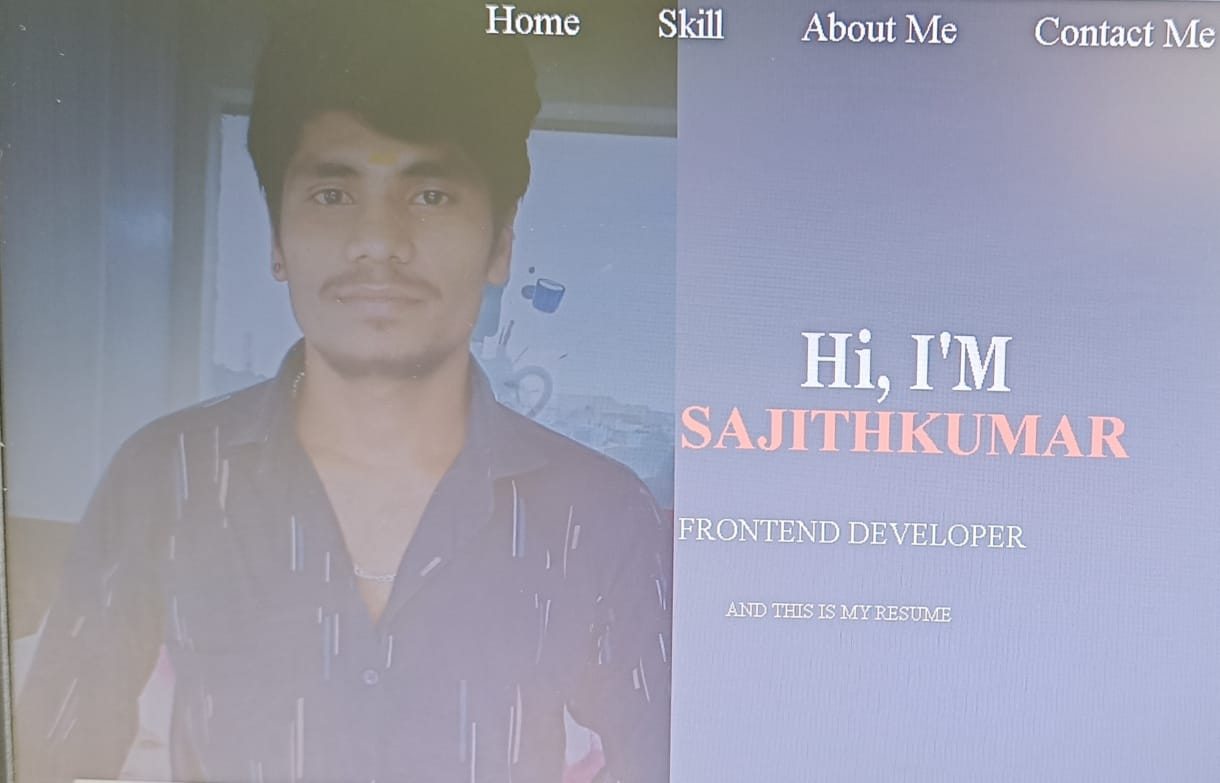 Home Skill About Me Contact Me
Hi, I'M
SAJITHKUMAR
FRONTEND DEVELOPER
AND THIS IS MY RESUME